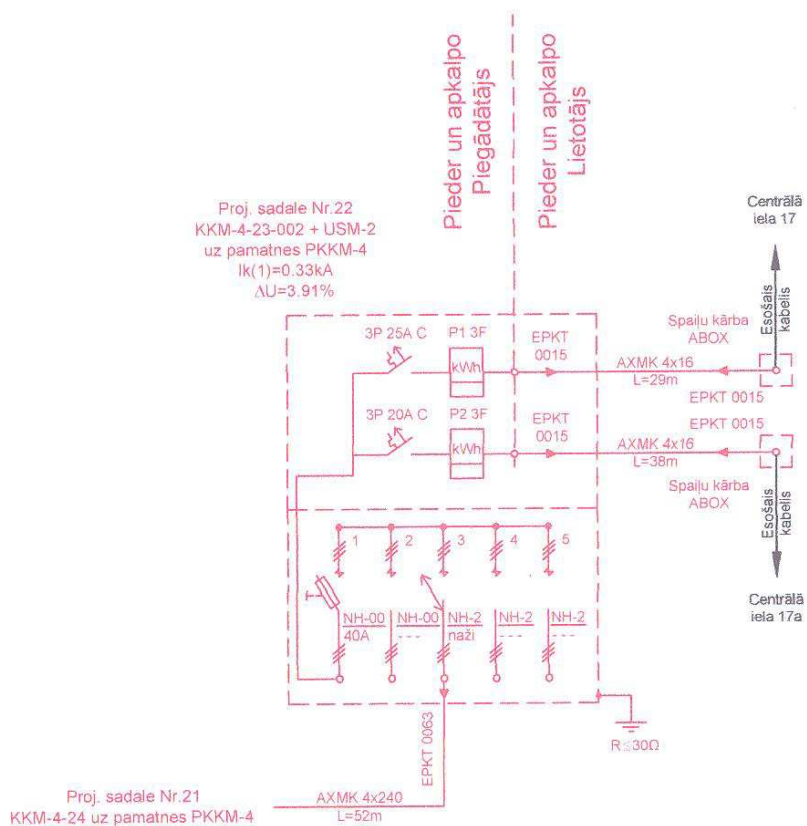 Pieder un apkalpo
Piegādātājs
Pieder un apkalpo
Lietotājs
Proj. sadale Nr.22
KKM-4-23-002 + USM-2
uz pamatnes PKKM-4
Ik(1)=0.33kA
ΔU=3.91%
Centrālā
iela 17
Esošais
kabelis
Spaiļu kārba
ABOX
3P 25A C
P1 3F
kWh
EPKT
0015
AXMK 4x16
L=29m
EPKT 0015
3P 20A C
P2 3F
kWh
EPKT
0015
EPKT 0015
AXMK 4x16
L=38m
Spaiļu kārba
ABOX
Esošais
kabelis
Centrālā
iela 17a
1 2 3 4 5
NH-00 NH-00 NH-2 NH-2 NH-2
40A --- naži --- ---
R≤30Ω
EPKT 0063
Proj. sadale Nr.21
KKM-4-24 uz pamatnes PKKM-4
AXMK 4x240
L=52m